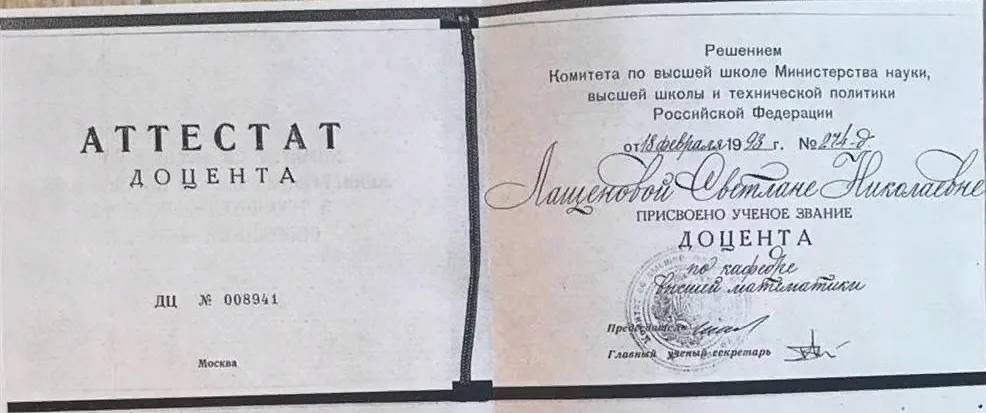 АТТЕСТАТ
ДОЦЕНТА
ДЦ № 008941
Москва
Решением
Комитета по высшей школе Министерства науки,
высшей школы и технической политики
Российской Федерации
от 18 февраля 1993 г. № 274-д
Лащеновой Светлане Николаевне
ПРИСВОЕНО УЧЕНОЕ ЗВАНИЕ
ДОЦЕНТА
по кафедре
высшей математики
Председатель
Главный ученый секретарь